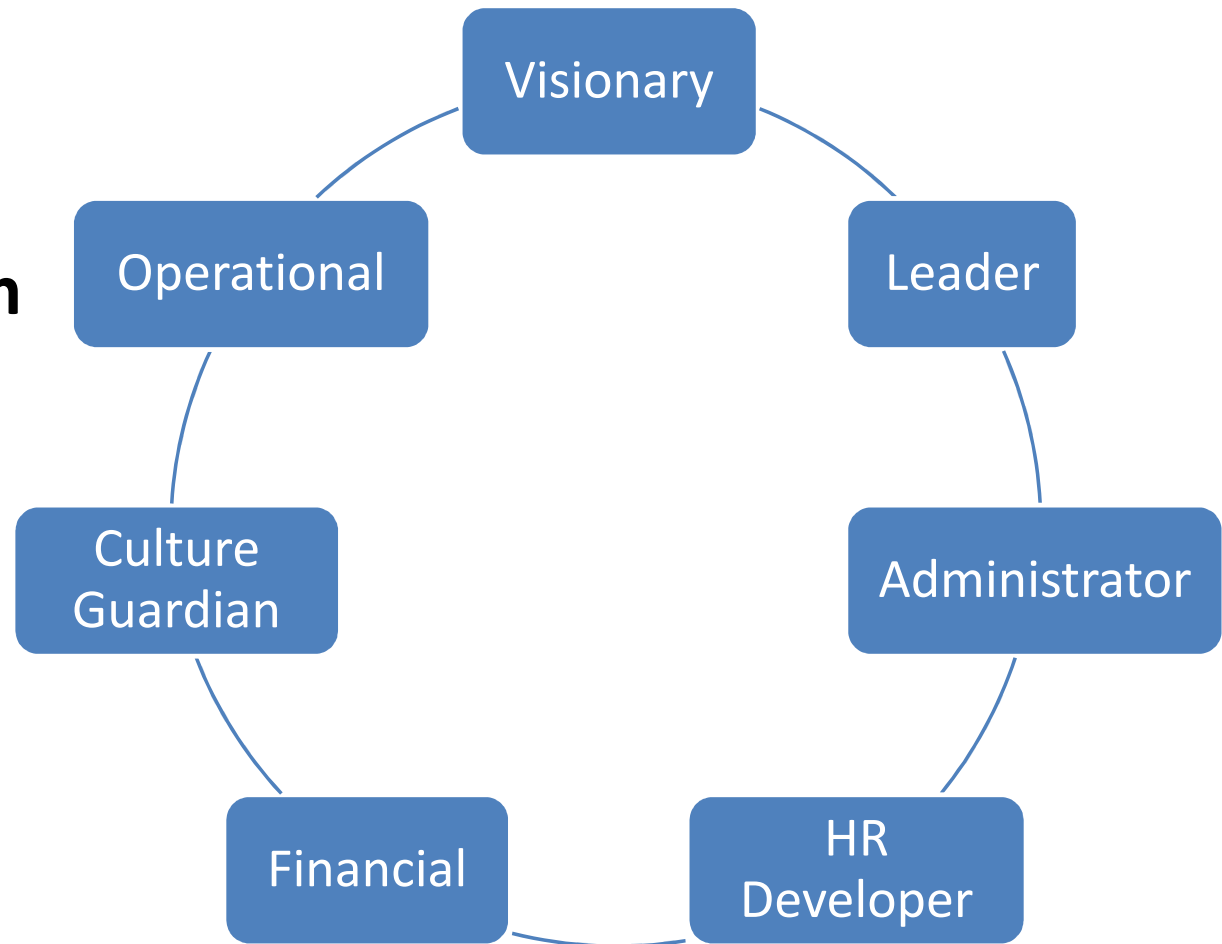 Visionary
Leader
Administrator
HR
Developer
Financial
Culture
Guardian
Operational